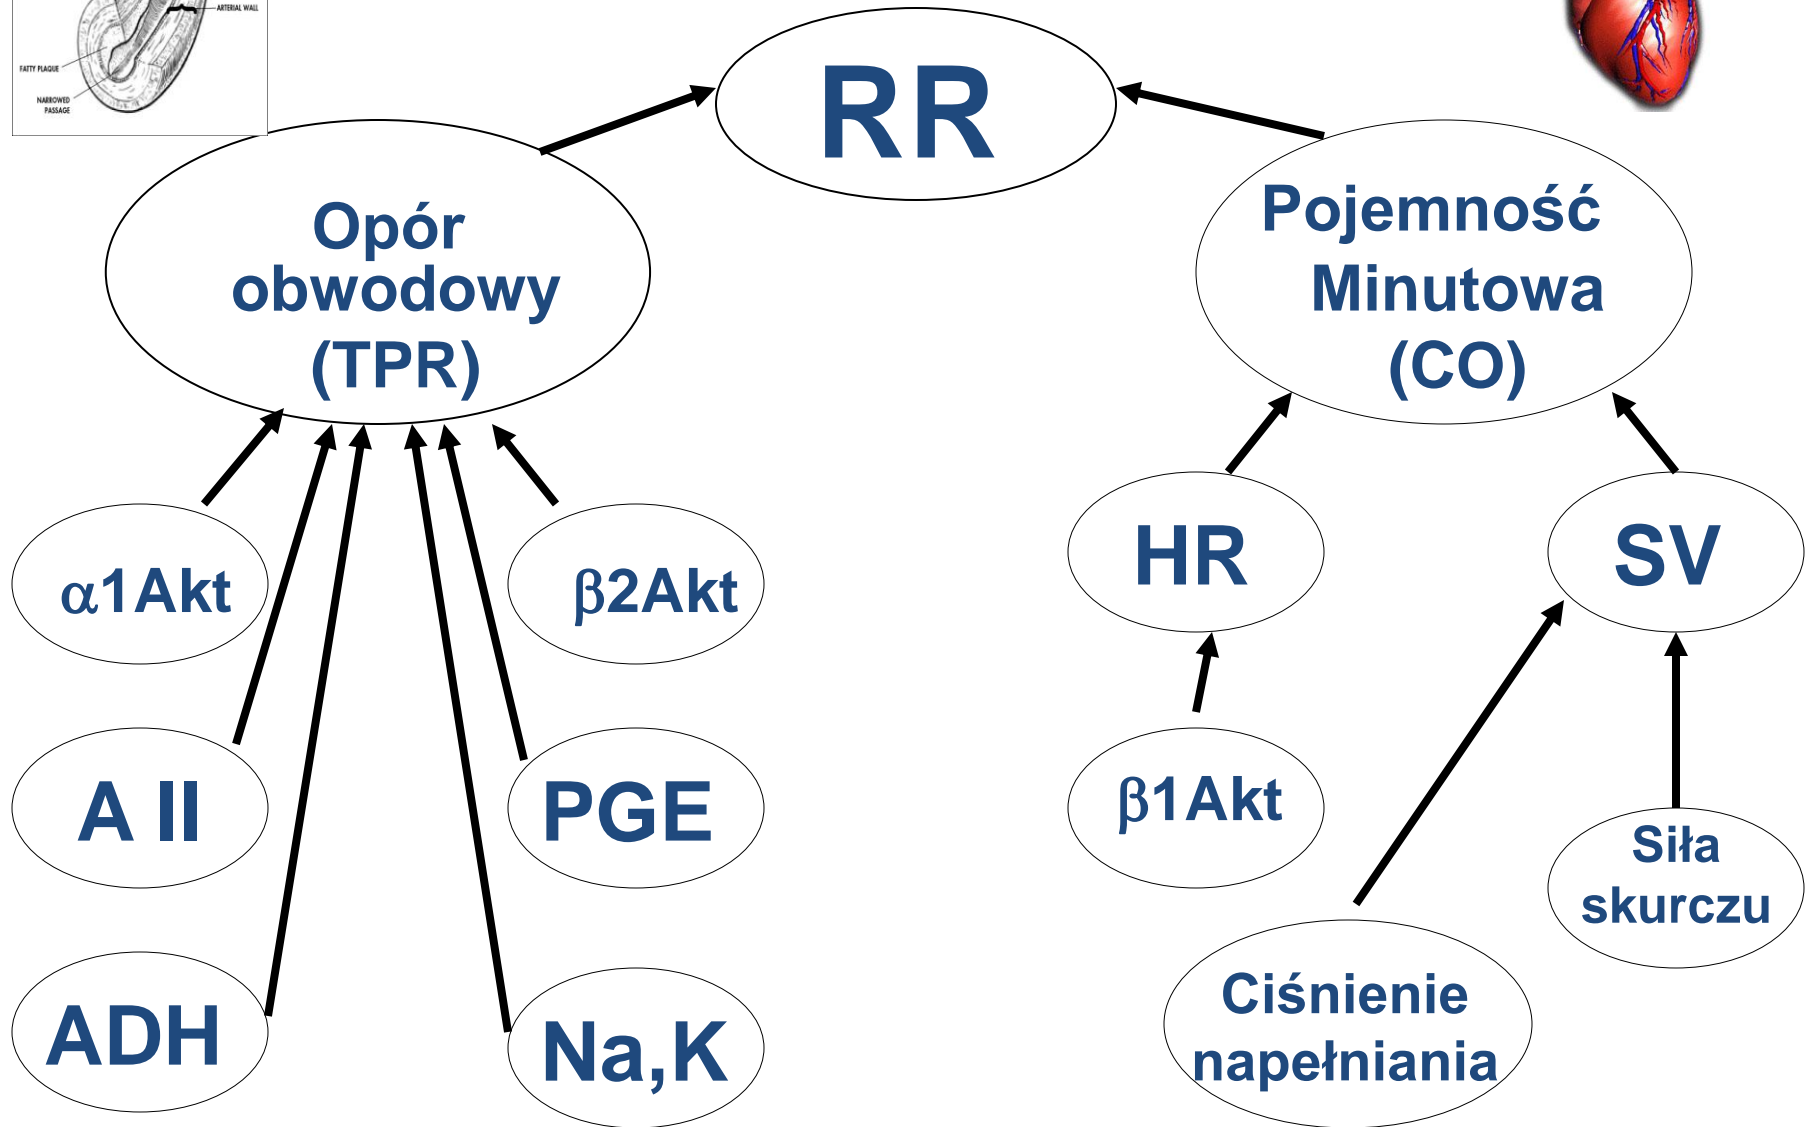 ARTERIAL WALL
FATTY PLAQUE
NARROWED
PASSAGE
RR
Opór
obwodowy
(TPR)
Pojemność
Minutowa
(CO)
α1Akt
β2Akt
HR
SV
A II
PGE
β1Akt
Siła
skurczu
ADH
Na,K
Ciśnienie
napełniania